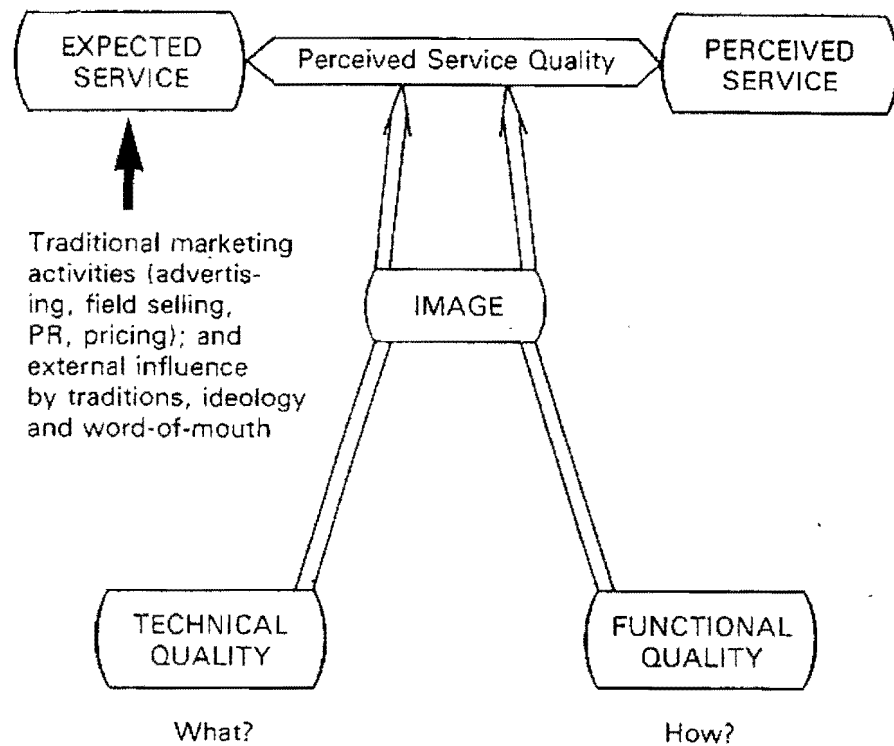 EXPECTED
SERVICE
Perceived Service Quality
PERCEIVED
SERVICE
Traditional marketing
activities (advertis-
ing, field selling,
PR, pricing); and
external influence
by traditions, ideology
and word-of-mouth
IMAGE
TECHNICAL
QUALITY
FUNCTIONAL
QUALITY
What?
How?